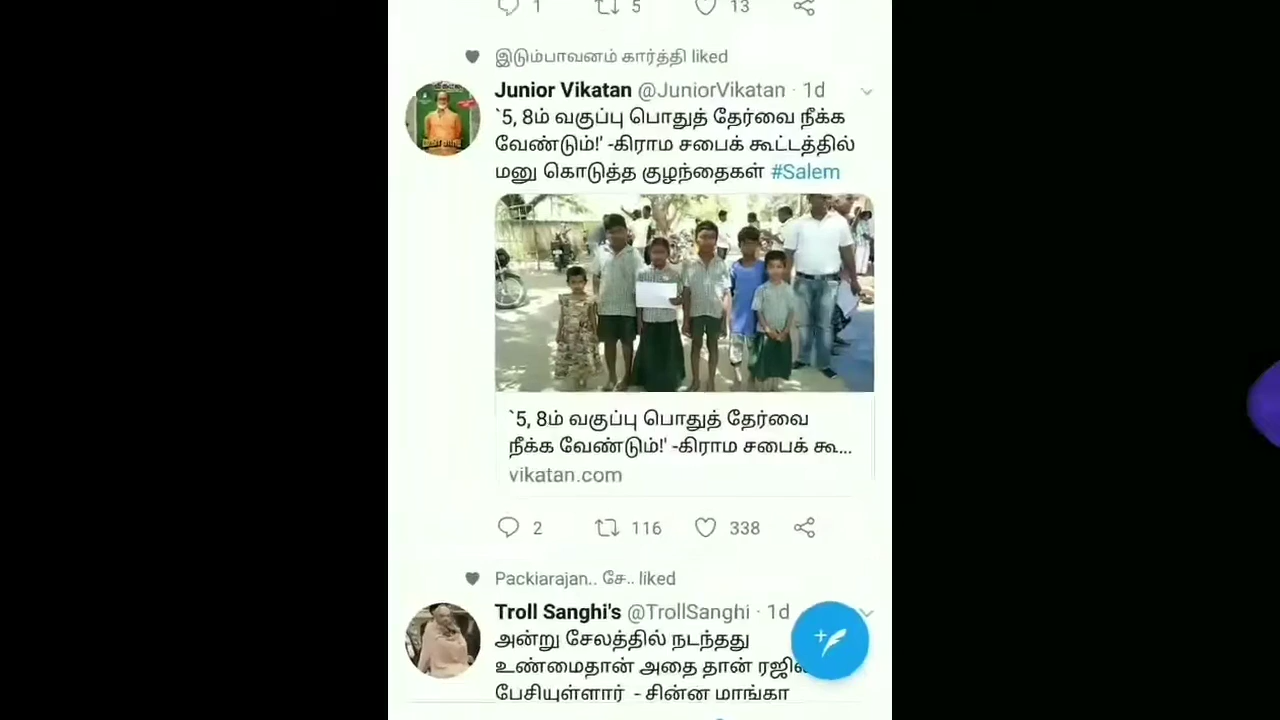 1 5 13
இடும்பாவனம் கார்த்தி liked
Junior Vikatan @JuniorVikatan · 1d
`5, 8ம் வகுப்பு பொதுத் தேர்வை நீக்க
வேண்டும்!' -கிராம சபைக் கூட்டத்தில்
மனு கொடுத்த குழந்தைகள் #Salem
`5, 8ம் வகுப்பு பொதுத் தேர்வை
நீக்க வேண்டும்!' -கிராம சபைக் கூ...
vikatan.com
2 116 338
Packiarajan.. சே.. liked
Troll Sanghi's @TrollSanghi · 1d
அன்று சேலத்தில் நடந்தது
உண்மைதான் அதை தான்
பேசியுள்ளார் - சின்ன மாங்கா